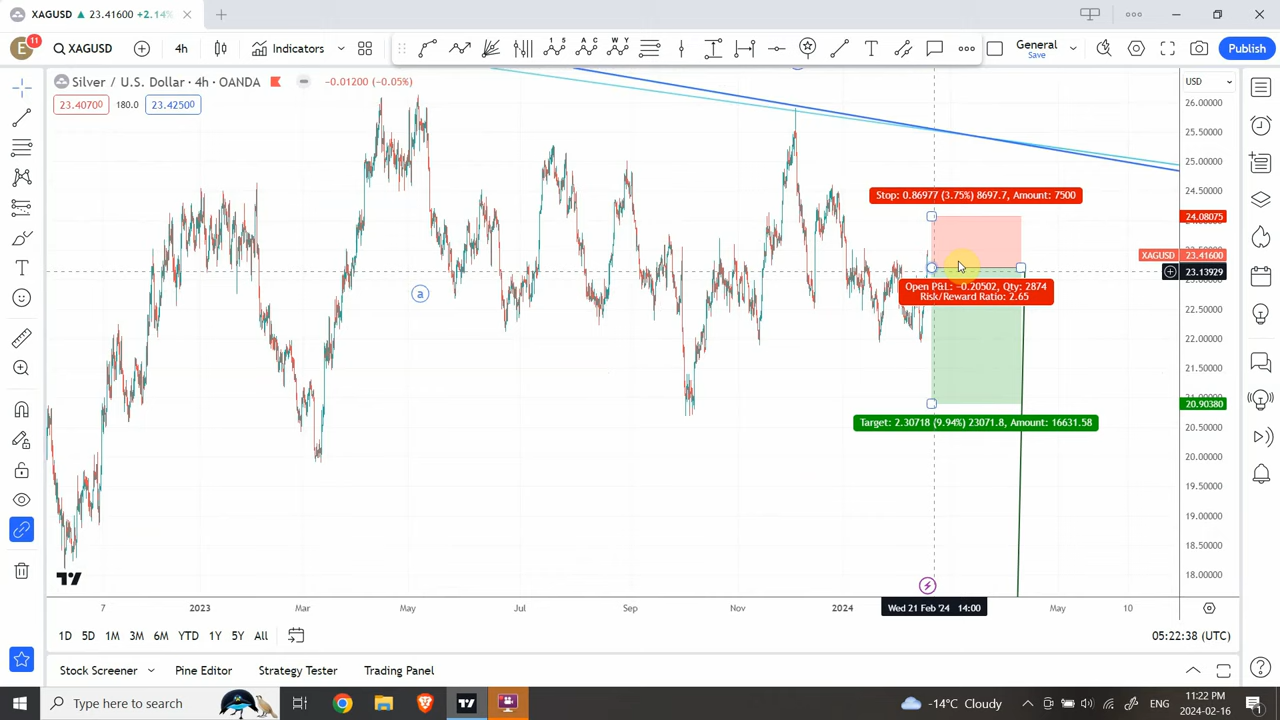 XAGUSD ▲ 23.41600 +2.14%
E 11 XAGUSD 4h Indicators General Save Publish
Silver / U.S. Dollar · 4h · OANDA −0.01200 (−0.05%) USD
23.40700 180.0 23.42500
26.00000
25.50000
25.00000
24.50000
Stop: 0.86977 (3.75%) 8697.7, Amount: 7500
24.08075
XAGUSD 23.41600
23.13929
Open P&L: −0.20502, Qty: 2874
Risk/Reward Ratio: 2.65
a
22.50000
22.00000
21.50000
20.90380
Target: 2.30718 (9.94%) 23071.8, Amount: 16631.58
20.50000
20.00000
19.50000
19.00000
18.50000
18.00000
7 2023 Mar May Jul Sep Nov 2024 Wed 21 Feb '24 14:00 May 10
1D 5D 1M 3M 6M YTD 1Y 5Y All 05:22:38 (UTC)
Stock Screener Pine Editor Strategy Tester Trading Panel
Type here to search -14°C Cloudy ENG 11:22 PM
2024-02-16 1